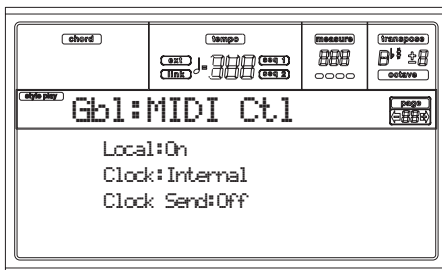 chord tempo measure transpose
ext seq 1
link seq 2
octave
style play
Gbl:MIDI Ctl
page
Local:On
Clock:Internal
Clock Send:Off